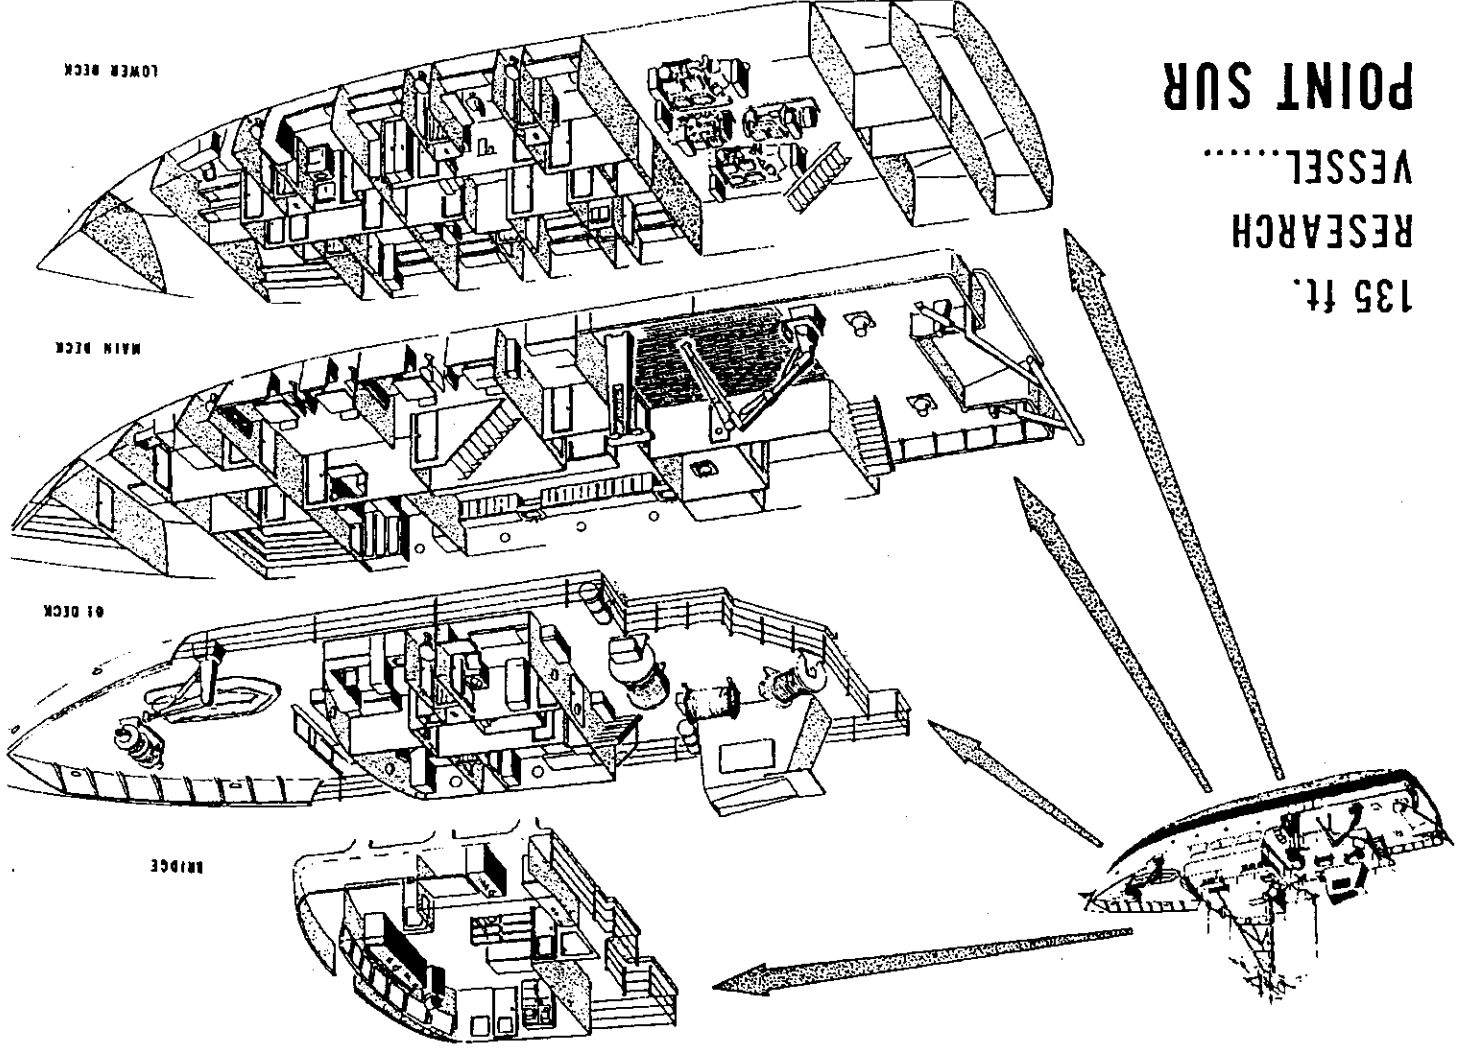 135 ft.
RESEARCH
VESSEL......
POINT SUR
BRIDGE
01 DECK
MAIN DECK
LOWER DECK